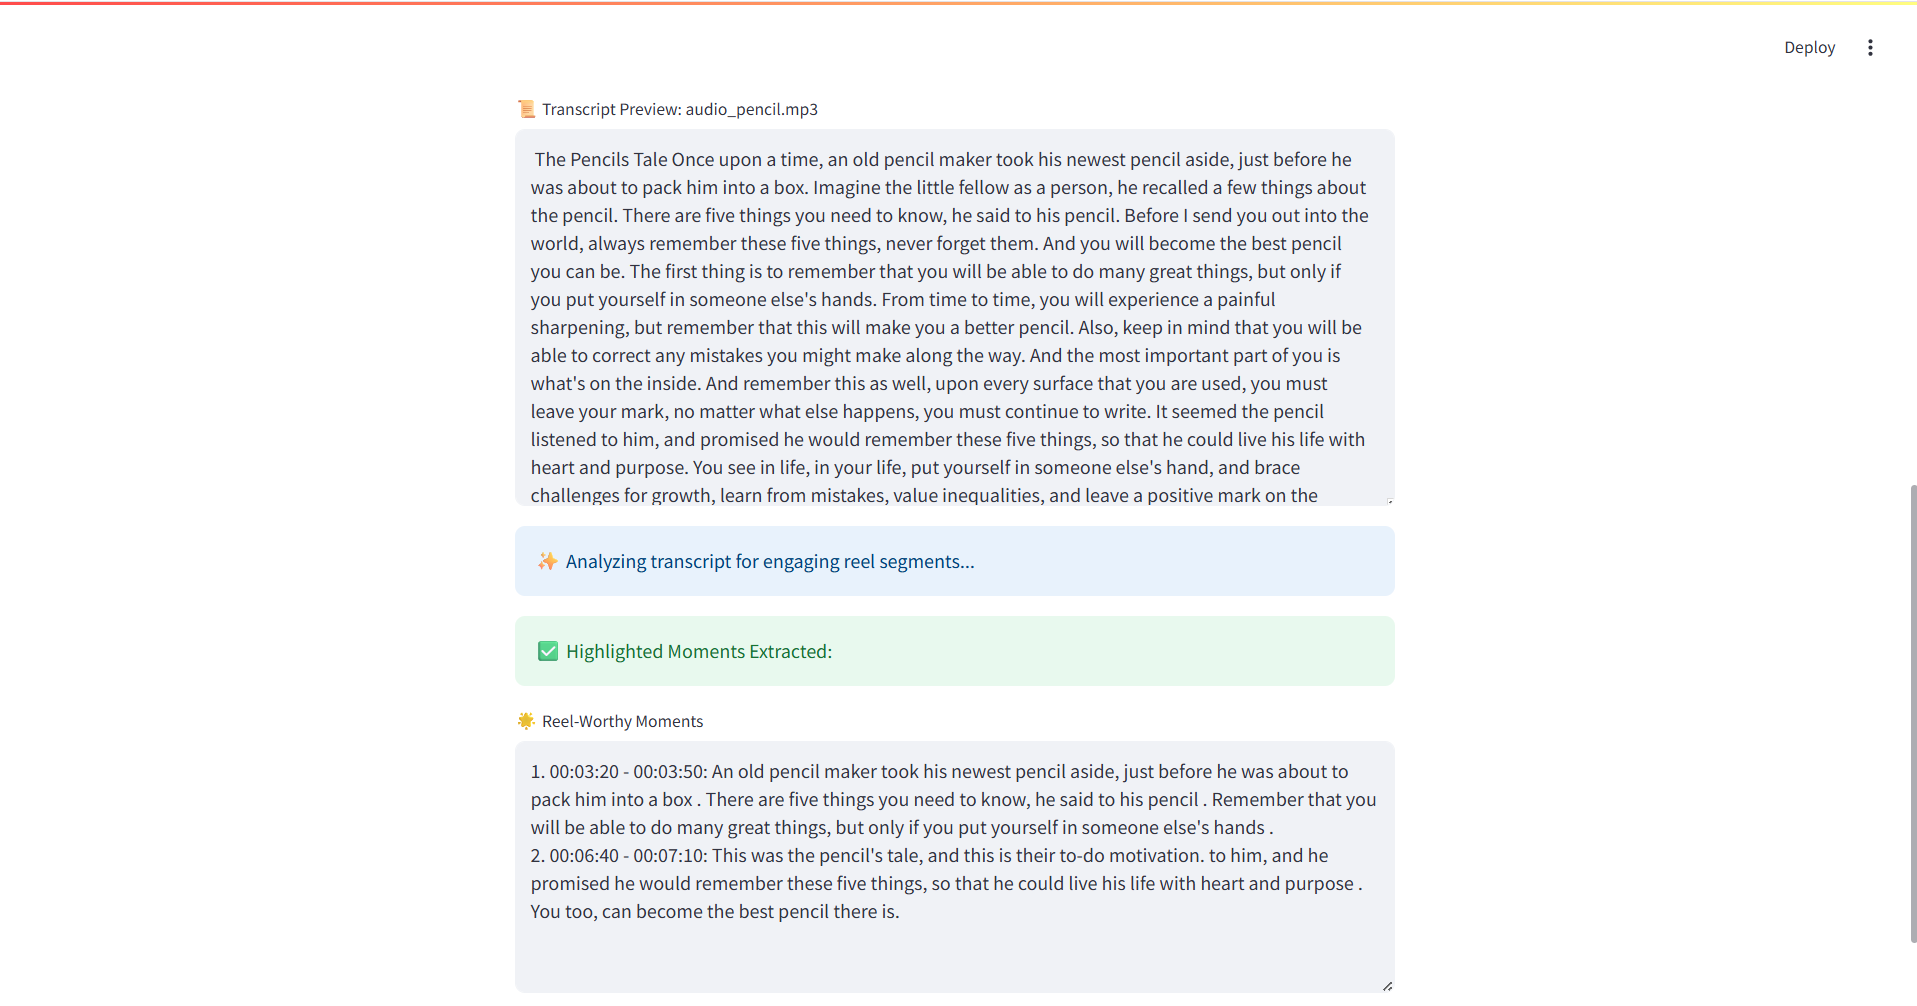 Deploy
📜 Transcript Preview: audio_pencil.mp3
The Pencils Tale Once upon a time, an old pencil maker took his newest pencil aside, just before he
was about to pack him into a box. Imagine the little fellow as a person, he recalled a few things about
the pencil. There are five things you need to know, he said to his pencil. Before I send you out into the
world, always remember these five things, never forget them. And you will become the best pencil
you can be. The first thing is to remember that you will be able to do many great things, but only if
you put yourself in someone else's hands. From time to time, you will experience a painful
sharpening, but remember that this will make you a better pencil. Also, keep in mind that you will be
able to correct any mistakes you might make along the way. And the most important part of you is
what's on the inside. And remember this as well, upon every surface that you are used, you must
leave your mark, no matter what else happens, you must continue to write. It seemed the pencil
listened to him, and promised he would remember these five things, so that he could live his life with
heart and purpose. You see in life, in your life, put yourself in someone else's hand, and brace
challenges for growth, learn from mistakes, value inequalities, and leave a positive mark on the
✨ Analyzing transcript for engaging reel segments...
✅ Highlighted Moments Extracted:
🌟 Reel-Worthy Moments
1. 00:03:20 - 00:03:50: An old pencil maker took his newest pencil aside, just before he was about to
pack him into a box . There are five things you need to know, he said to his pencil . Remember that you
will be able to do many great things, but only if you put yourself in someone else's hands .
2. 00:06:40 - 00:07:10: This was the pencil's tale, and this is their to-do motivation. to him, and he
promised he would remember these five things, so that he could live his life with heart and purpose .
You too, can become the best pencil there is.